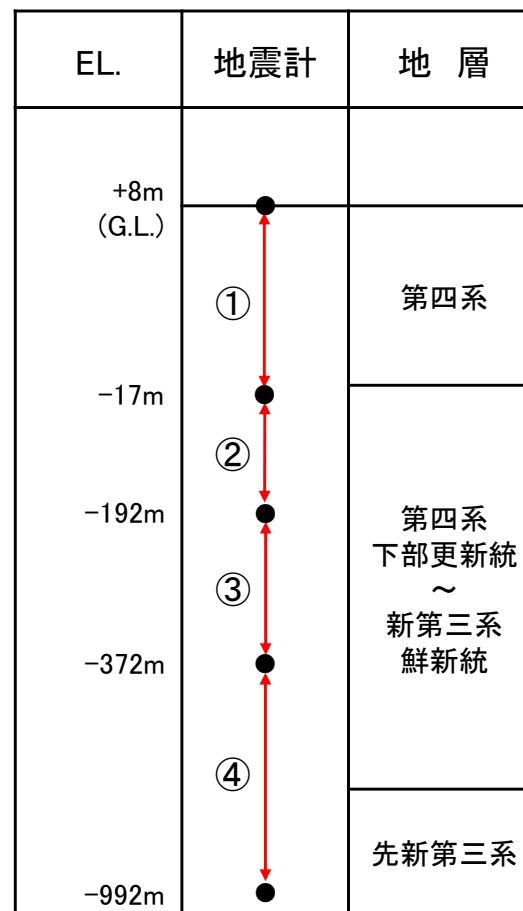 EL.
地震計
地 層
+8m
(G.L.)
①
第四系
−17m
②
−192m
第四系
下部更新統
～
新第三系
鮮新統
③
−372m
④
先新第三系
−992m